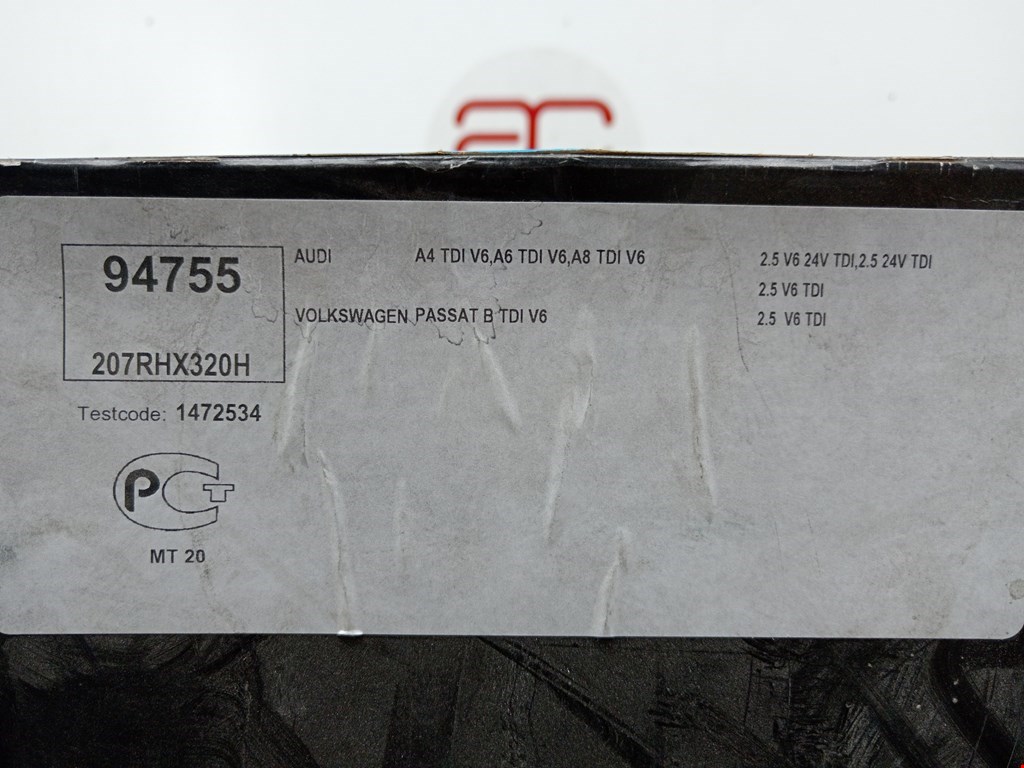 94755
207RHX320H
Testcode: 1472534
PCT
MT 20
AUDI A4 TDI V6,A6 TDI V6,A8 TDI V6 2.5 V6 24V TDI,2.5 24V TDI
2.5 V6 TDI
VOLKSWAGEN PASSAT B TDI V6 2.5 V6 TDI